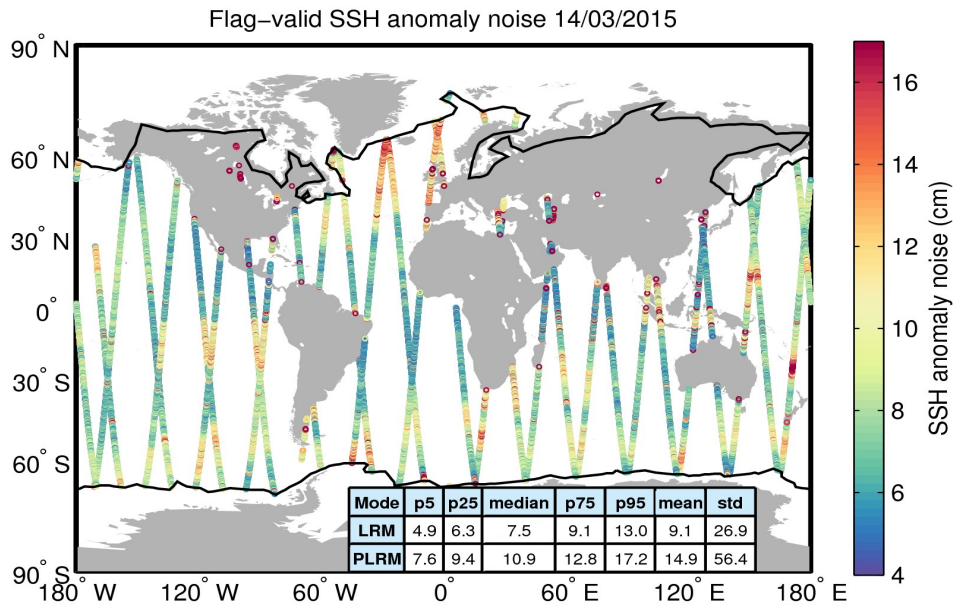 Flag−valid SSH anomaly noise 14/03/2015
90° N
60° N
30° N
0°
30° S
60° S
90° S
180° W
120° W
60° W
0°
60° E
120° E
180° E
Mode p5 p25 median p75 p95 mean std
LRM 4.9 6.3 7.5 9.1 13.0 9.1 26.9
PLRM 7.6 9.4 10.9 12.8 17.2 14.9 56.4
16
14
12
10
8
6
4
SSH anomaly noise (cm)